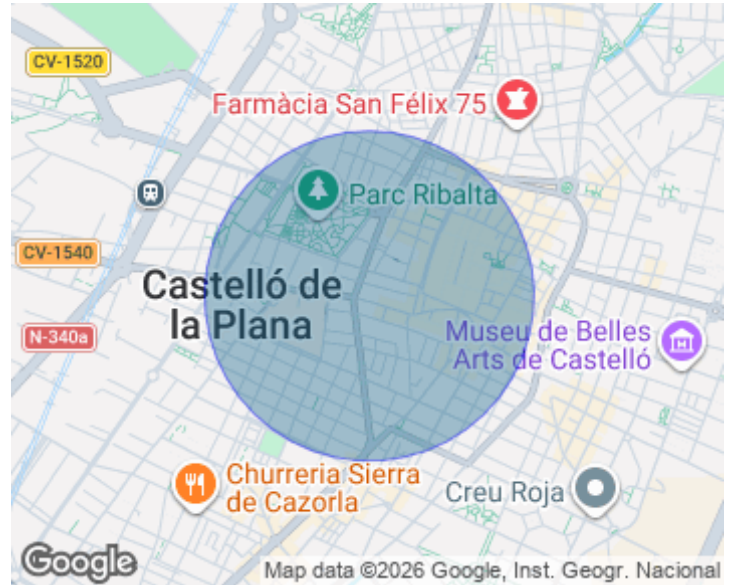 CV-1520
Farmàcia San Félix 75
Parc Ribalta
CV-1540
Castelló de
la Plana
N-340a
Museu de Belles
Arts de Castelló
Churreria Sierra
de Cazorla
Creu Roja
Google
Map data ©2026 Google, Inst. Geogr. Nacional